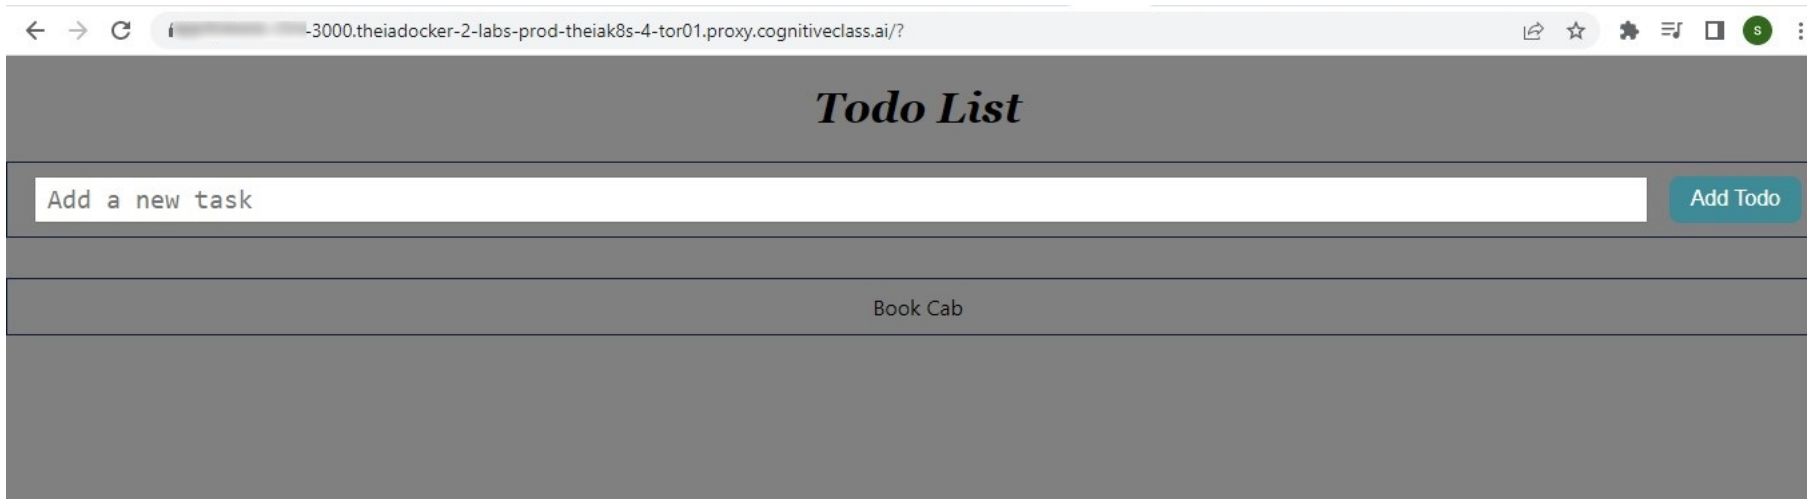 -3000.theiadocker-2-labs-prod-theiak8s-4-tor01.proxy.cognitiveclass.ai/?
S
Todo List
Add a new task
Add Todo
Book Cab